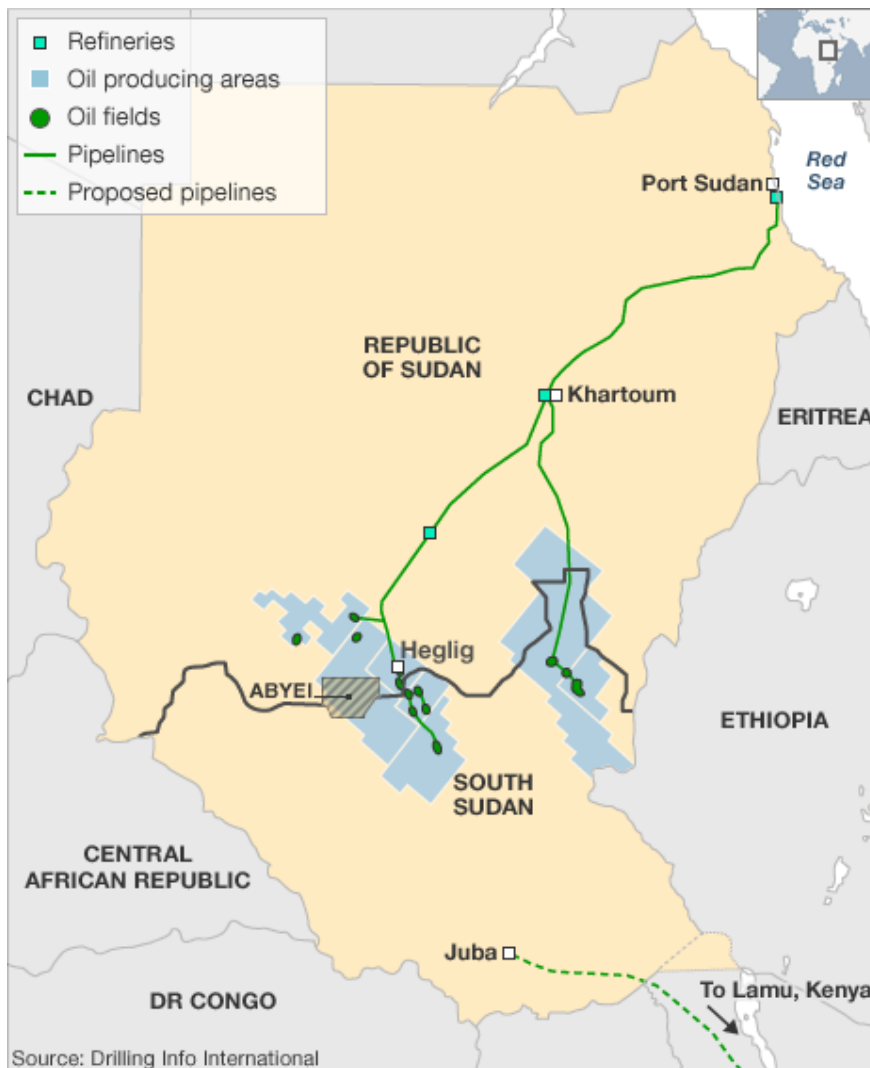 Refineries
Oil producing areas
Oil fields
Pipelines
Proposed pipelines
Red
Sea
Port Sudan
REPUBLIC
OF SUDAN
CHAD
Khartoum
ERITREA
Heglig
ABYEI
ETHIOPIA
SOUTH
SUDAN
CENTRAL
AFRICAN REPUBLIC
Juba
To Lamu, Kenya
DR CONGO
Source: Drilling Info International